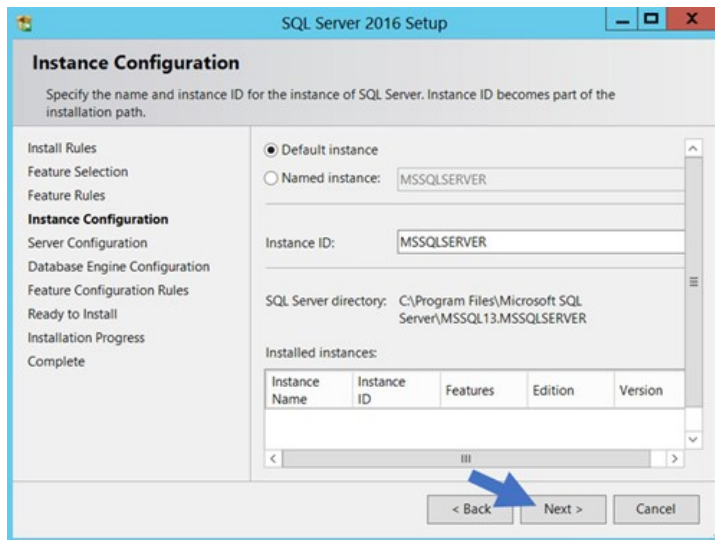 SQL Server 2016 Setup
Instance Configuration
Specify the name and instance ID for the instance of SQL Server. Instance ID becomes part of the
installation path.
Install Rules
Feature Selection
Feature Rules
Instance Configuration
Server Configuration
Database Engine Configuration
Feature Configuration Rules
Ready to Install
Installation Progress
Complete
Default instance
Named instance: MSSQLSERVER
Instance ID: MSSQLSERVER
SQL Server directory: C:\Program Files\Microsoft SQL
Server\MSSQL13.MSSQLSERVER
Installed instances:
Instance Name Instance ID Features Edition Version
< Back Next > Cancel